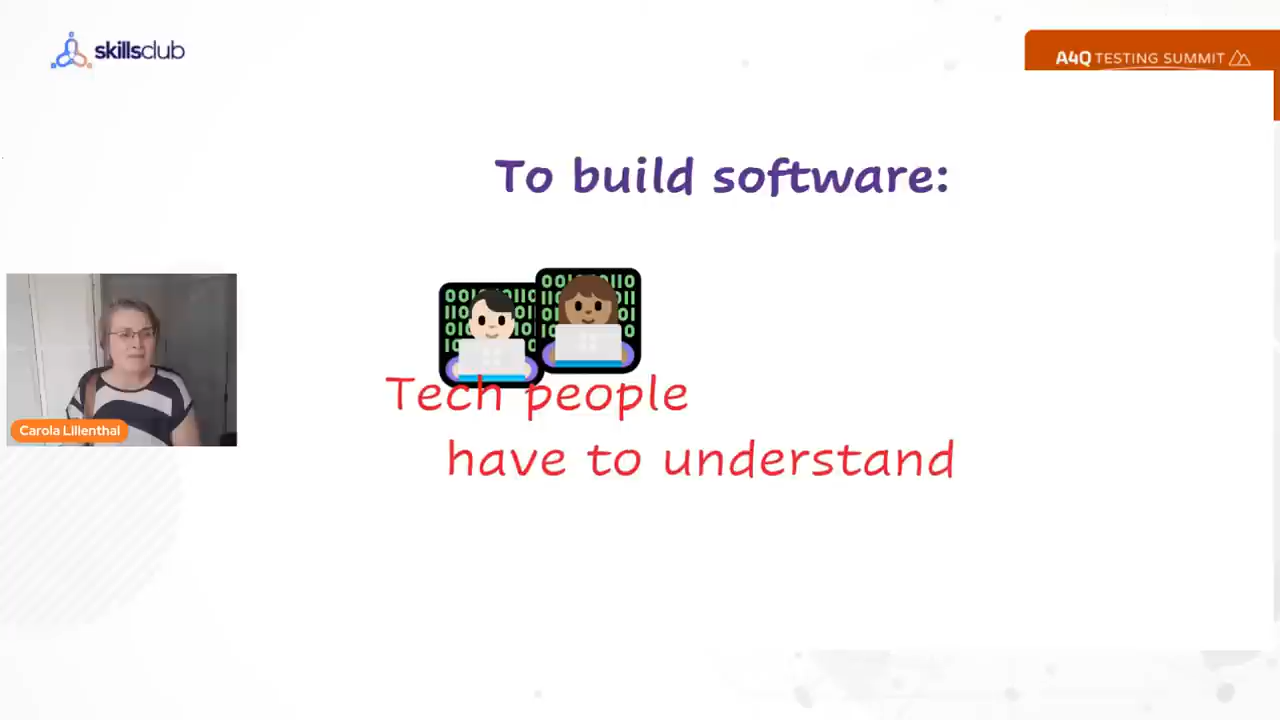 skillsclub
A4Q TESTING SUMMIT
To build software:
Tech people
have to understand
Carola Lilienthal